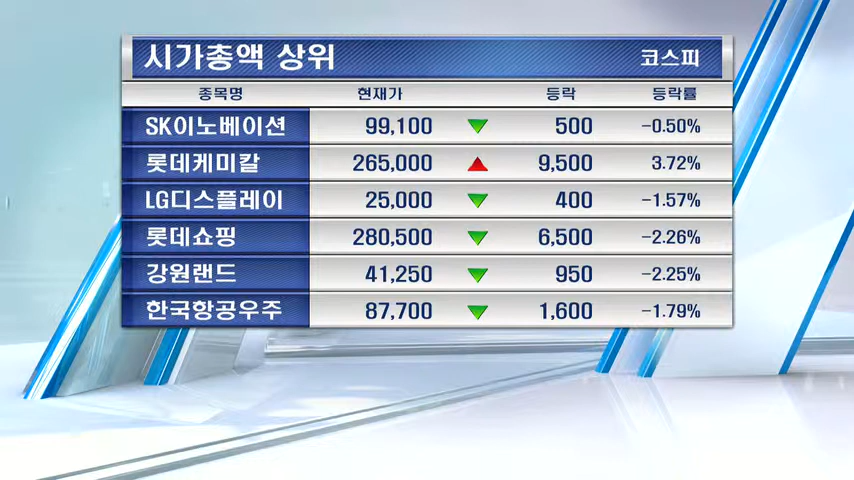 시가총액 상위 코스피
종목명 현재가 등락 등락률
SK이노베이션 99,100 ▼ 500 -0.50%
롯데케미칼 265,000 ▲ 9,500 3.72%
LG디스플레이 25,000 ▼ 400 -1.57%
롯데쇼핑 280,500 ▼ 6,500 -2.26%
강원랜드 41,250 ▼ 950 -2.25%
한국항공우주 87,700 ▼ 1,600 -1.79%